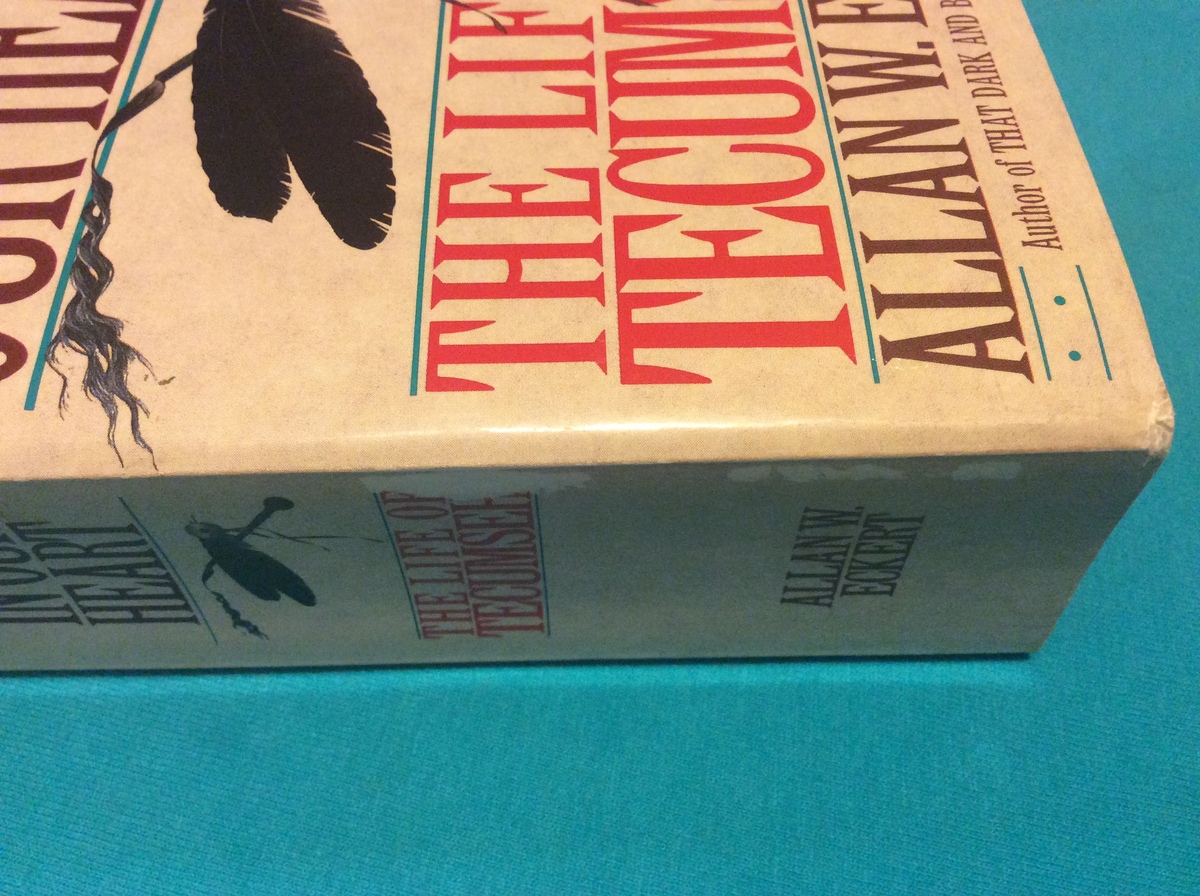 THE LIF
TECUM
ALLAN W. E
Author of THAT DARK AND B
HEART
THE LIFE OF
TECUMSEH
ALLAN W.
ECKERT